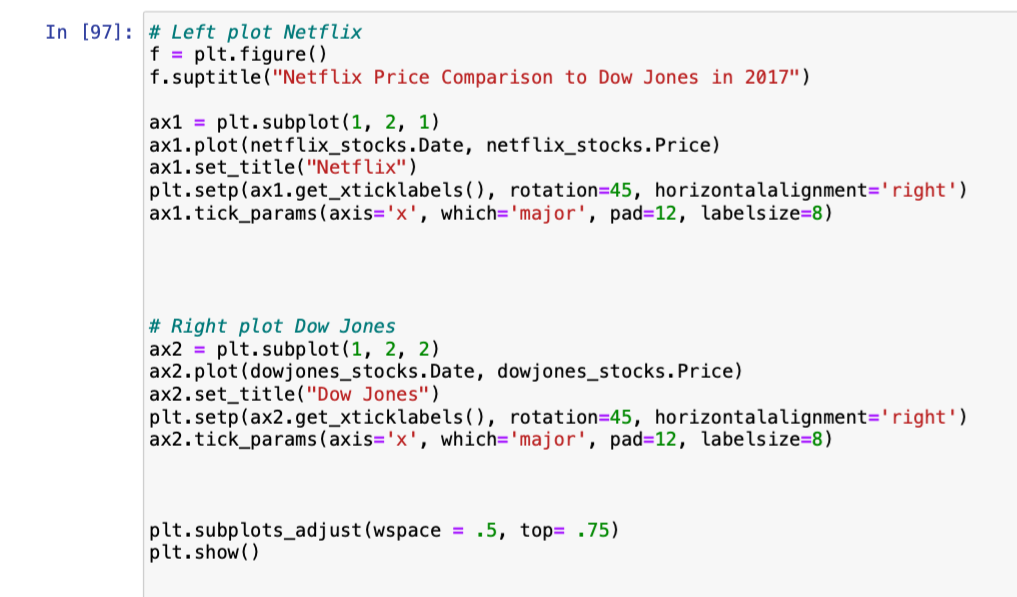 In [97]: # Left plot Netflix
f = plt.figure()
f.suptitle("Netflix Price Comparison to Dow Jones in 2017")
ax1 = plt.subplot(1, 2, 1)
ax1.plot(netflix_stocks.Date, netflix_stocks.Price)
ax1.set_title("Netflix")
plt.setp(ax1.get_xticklabels(), rotation=45, horizontalalignment='right')
ax1.tick_params(axis='x', which='major', pad=12, labelsize=8)
# Right plot Dow Jones
ax2 = plt.subplot(1, 2, 2)
ax2.plot(dowjones_stocks.Date, dowjones_stocks.Price)
ax2.set_title("Dow Jones")
plt.setp(ax2.get_xticklabels(), rotation=45, horizontalalignment='right')
ax2.tick_params(axis='x', which='major', pad=12, labelsize=8)
plt.subplots_adjust(wspace = .5, top= .75)
plt.show()